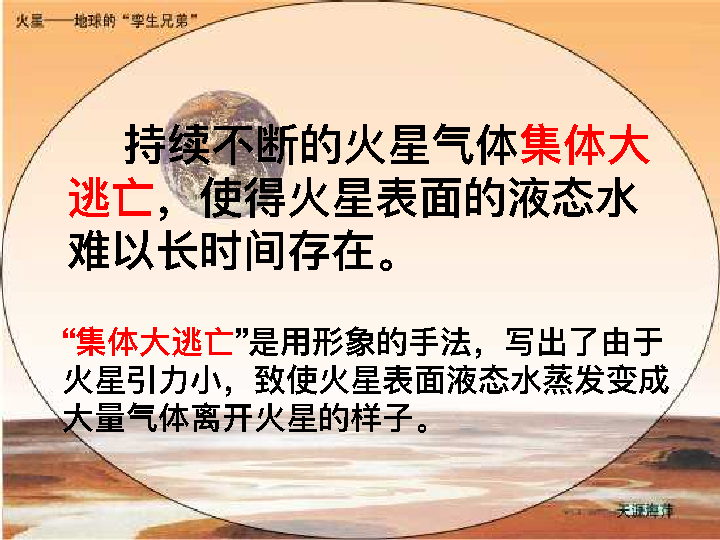 火星——地球的“孪生兄弟”
持续不断的火星气体集体大
逃亡，使得火星表面的液态水
难以长时间存在。
“集体大逃亡”是用形象的手法，写出了由于
火星引力小，致使火星表面液态水蒸发变成
大量气体离开火星的样子。
天涯海井